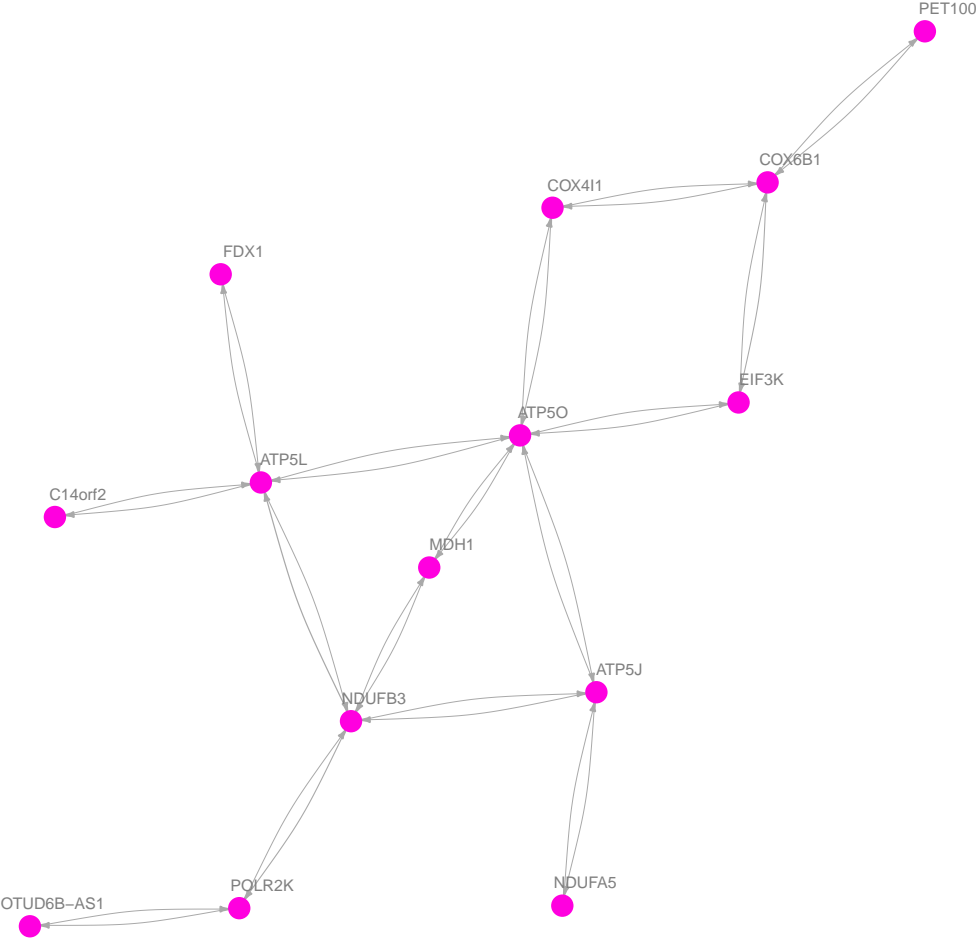 PET100
COX6B1
COX4I1
FDX1
EIF3K
ATP5O
ATP5L
C14orf2
MDH1
ATP5J
NDUFB3
NDUFA5
POLR2K
OTUD6B−AS1